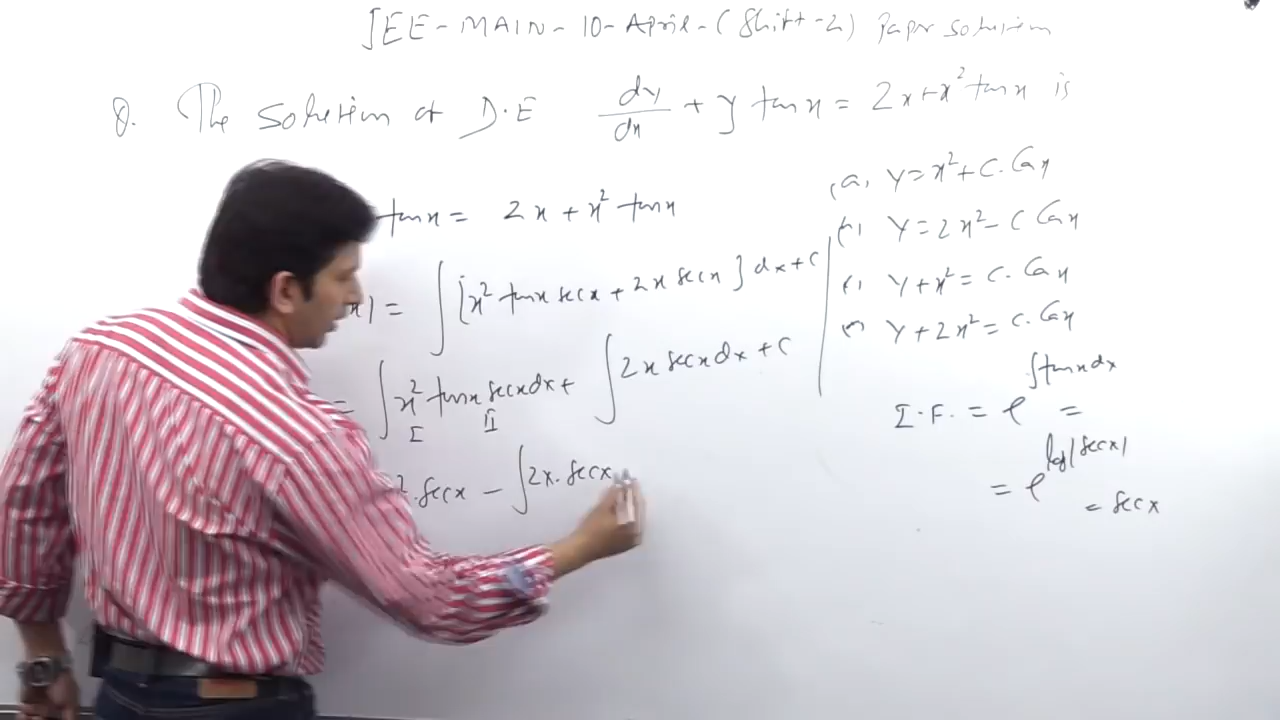 JEE-MAIN-10-April-(Shift-2) Paper solution
Q. The solution of D.E dy/dx + y tan x = 2x + x² tan x is
(a) y = x² + c. Cos x
y = 2x² - c Cos x
y + x² = c. Cos x
y + 2x² = c. Cos x
tan x = 2x + x² tan x
x) = ∫[x² tan x sec x + 2x sec x] dx + c
= ∫x² tan x sec x dx + ∫2x sec x dx + c
I II
². sec x - ∫2x. sec x
I.F. = e^∫tan x dx =
= e^log|sec x|
= sec x